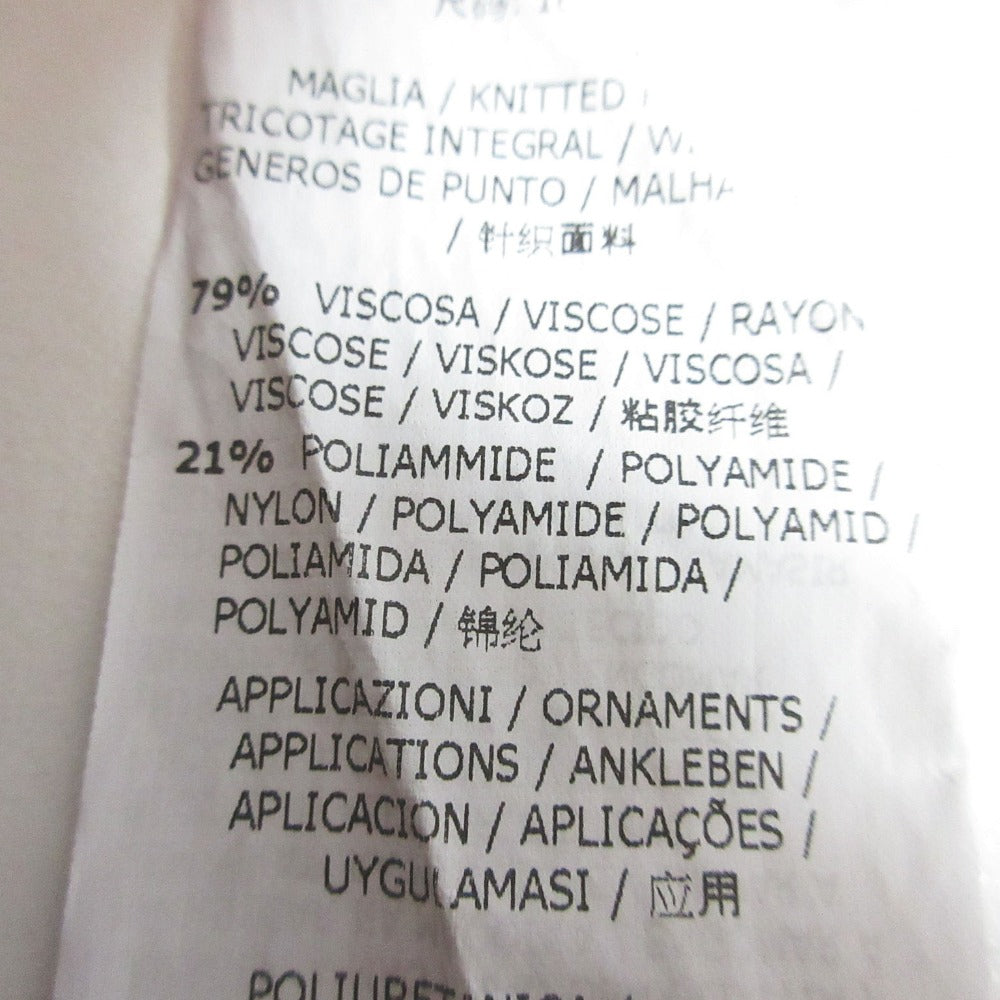 MAGLIA / KNITTED /
TRICOTAGE INTEGRAL /
GENEROS DE PUNTO / MALHA
/ 针织面料
79% VISCOSA / VISCOSE / RAYON
VISCOSE / VISKOSE / VISCOSA /
VISCOSE / VISKOZ / 粘胶纤维
21% POLIAMMIDE / POLYAMIDE /
NYLON / POLYAMIDE / POLYAMID /
POLIAMIDA / POLIAMIDA /
POLYAMID / 锦纶
APPLICAZIONI / ORNAMENTS /
APPLICATIONS / ANKLEBEN /
APLICACION / APLICAÇÕES /
UYGULAMASI / 应用